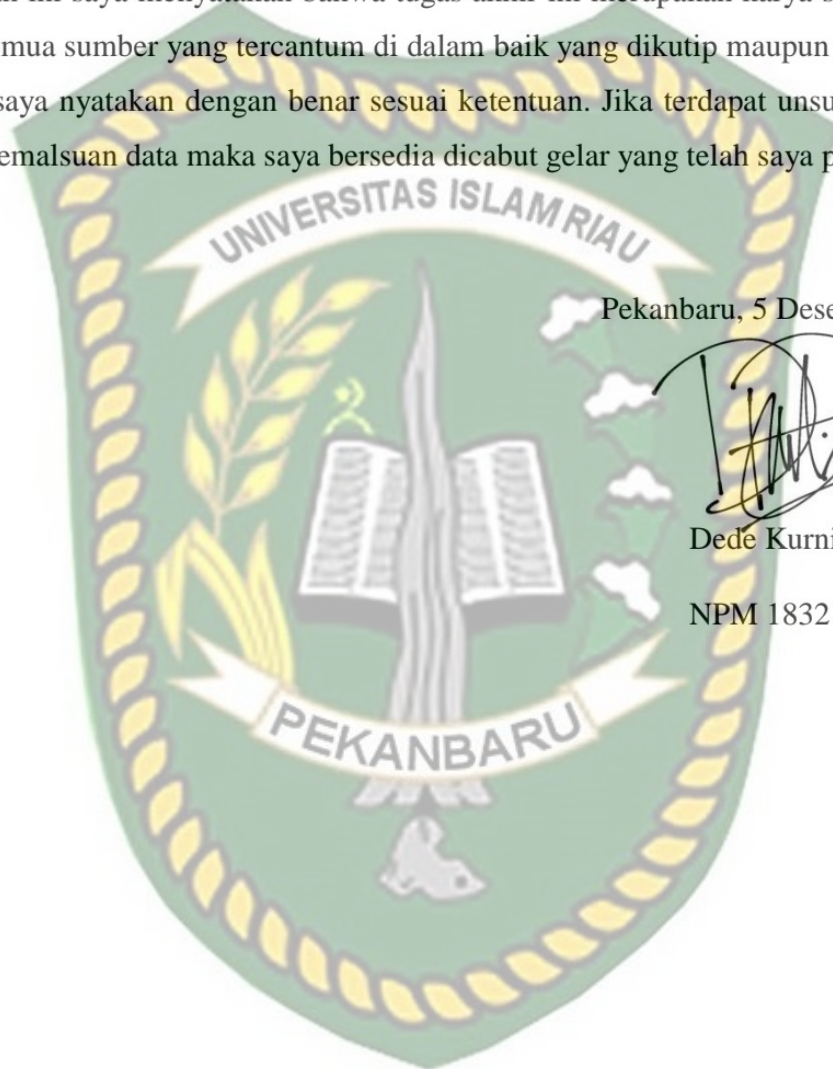 ini saya menyatakan bahwa tugas akhir ini merupakan karya
mua sumber yang tercantum di dalam baik yang dikutip maupun
saya nyatakan dengan benar sesuai ketentuan. Jika terdapat unsu
emalsuan data maka saya bersedia dicabut gelar yang telah saya p
UNIVERSITAS ISLAM RIAU
Pekanbaru, 5 Dese
Dede Kurni
NPM 1832
PEKANBARU